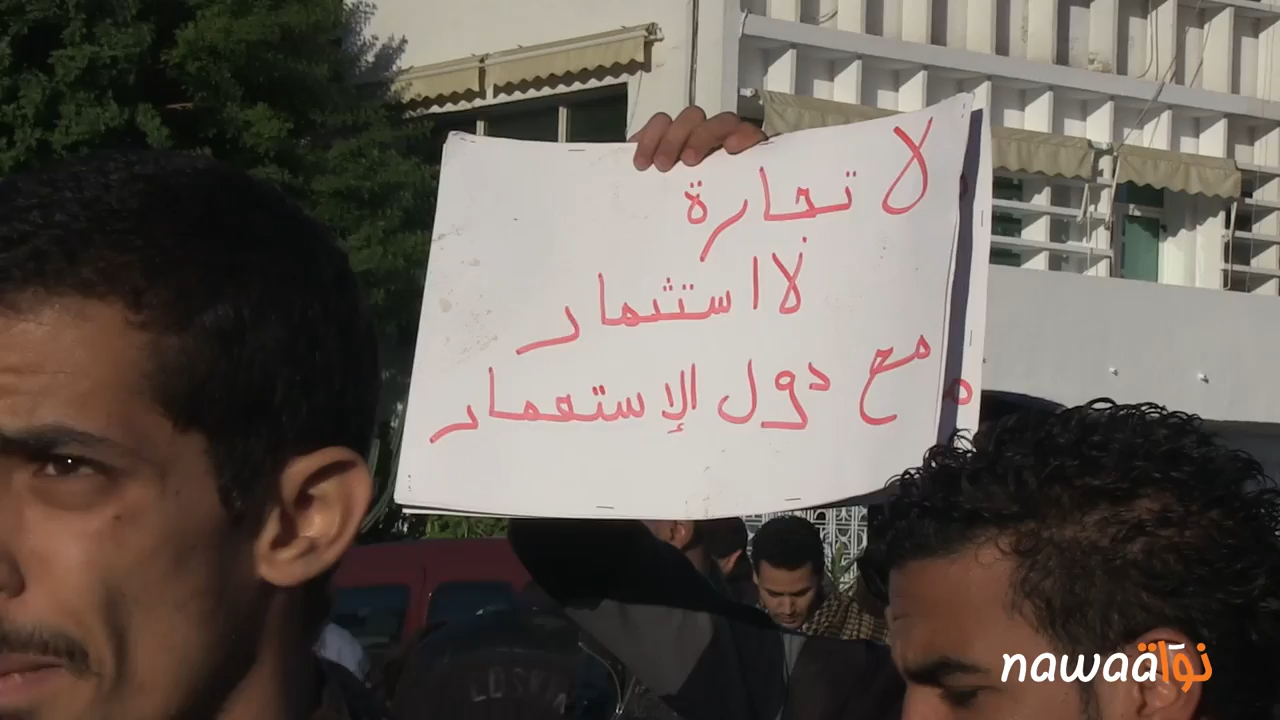 لا تجارة
لا استثمار
مع دول الإستعمار
nawaa نواة